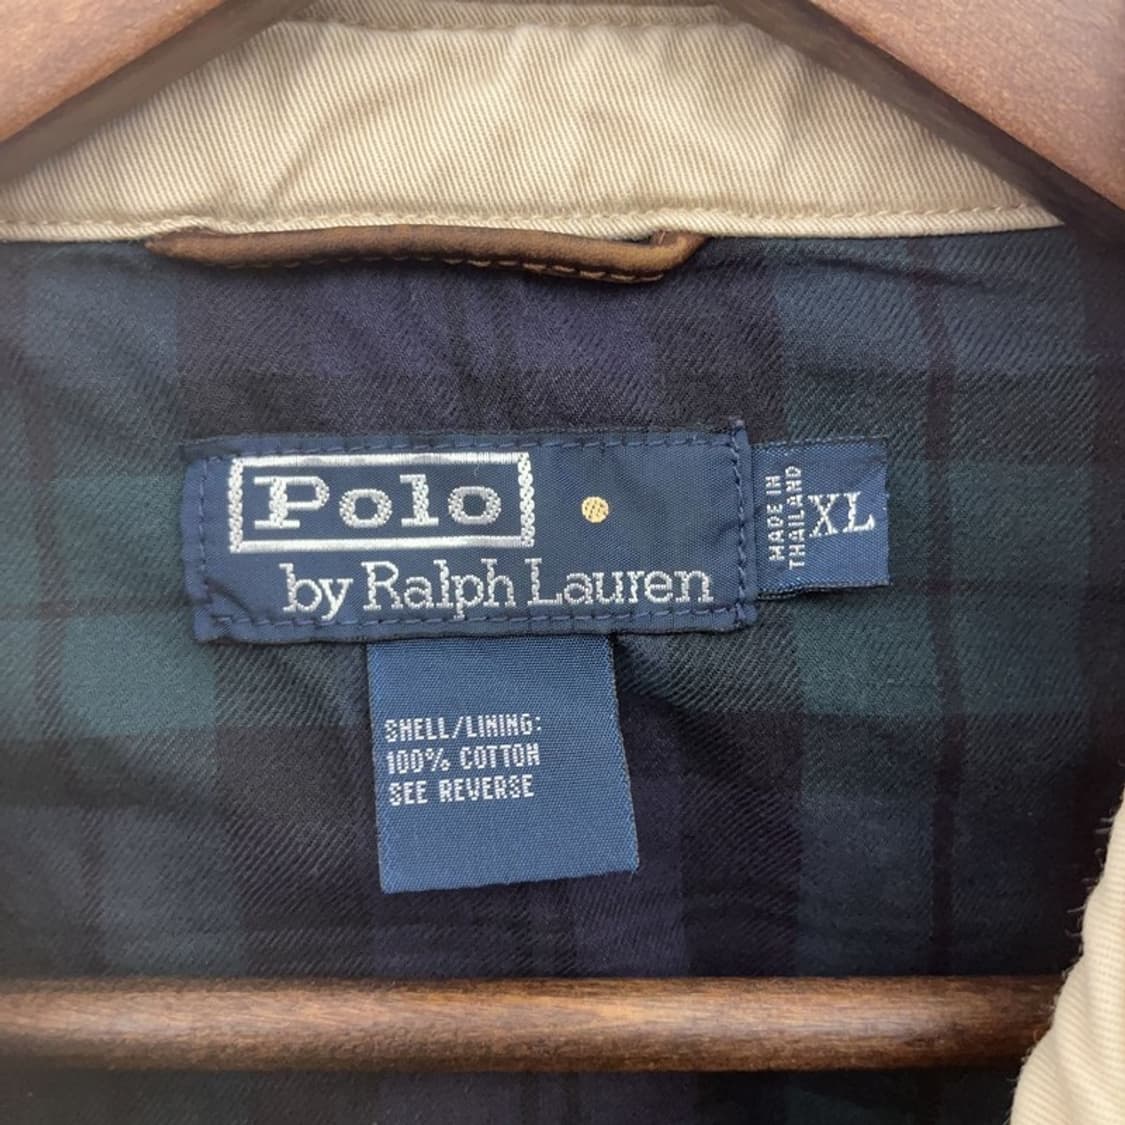 Polo
by Ralph Lauren
MADE IN
THAILAND
XL
SHELL/LINING:
100% COTTON
SEE REVERSE